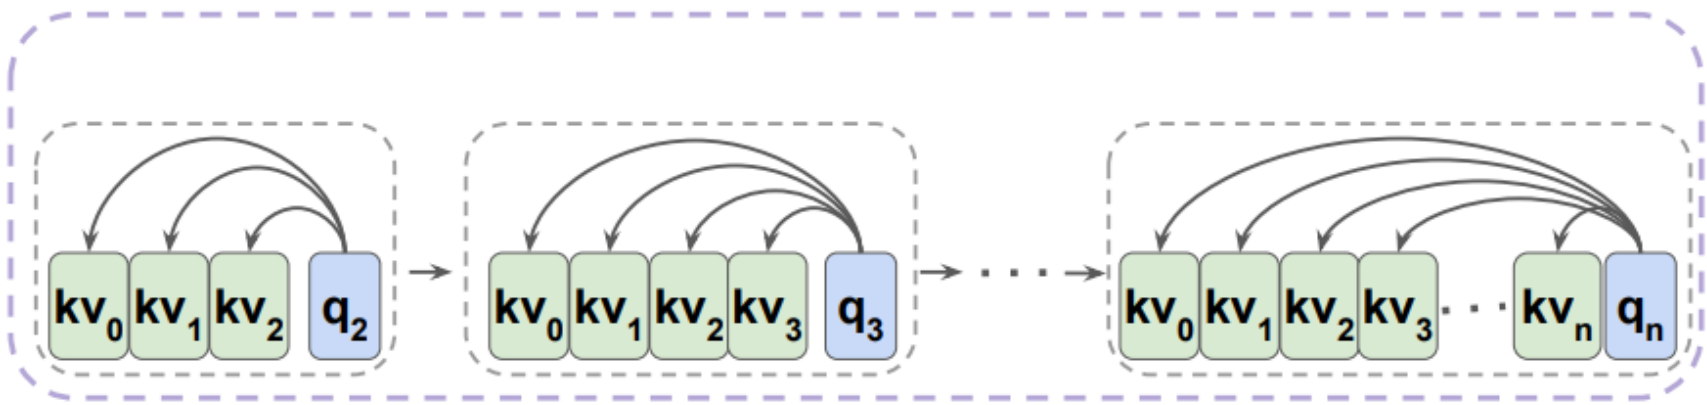 kv₀ kv₁ kv₂ q₂ kv₀ kv₁ kv₂ kv₃ q₃ . . . . kv₀ kv₁ kv₂ kv₃ . . . . kvₙ qₙ